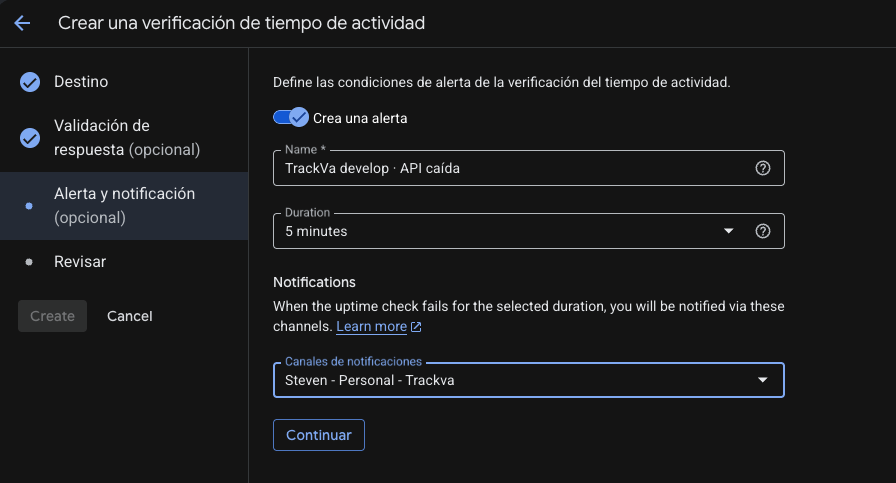 Crear una verificación de tiempo de actividad
Destino
Validación de
respuesta (opcional)
Alerta y notificación
(opcional)
Revisar
Create
Cancel
Define las condiciones de alerta de la verificación del tiempo de actividad.
Crea una alerta
Name *
TrackVa develop · API caída
Duration
5 minutes
Notifications
When the uptime check fails for the selected duration, you will be notified via these
channels. Learn more
Canales de notificaciones
Steven - Personal - Trackva
Continuar